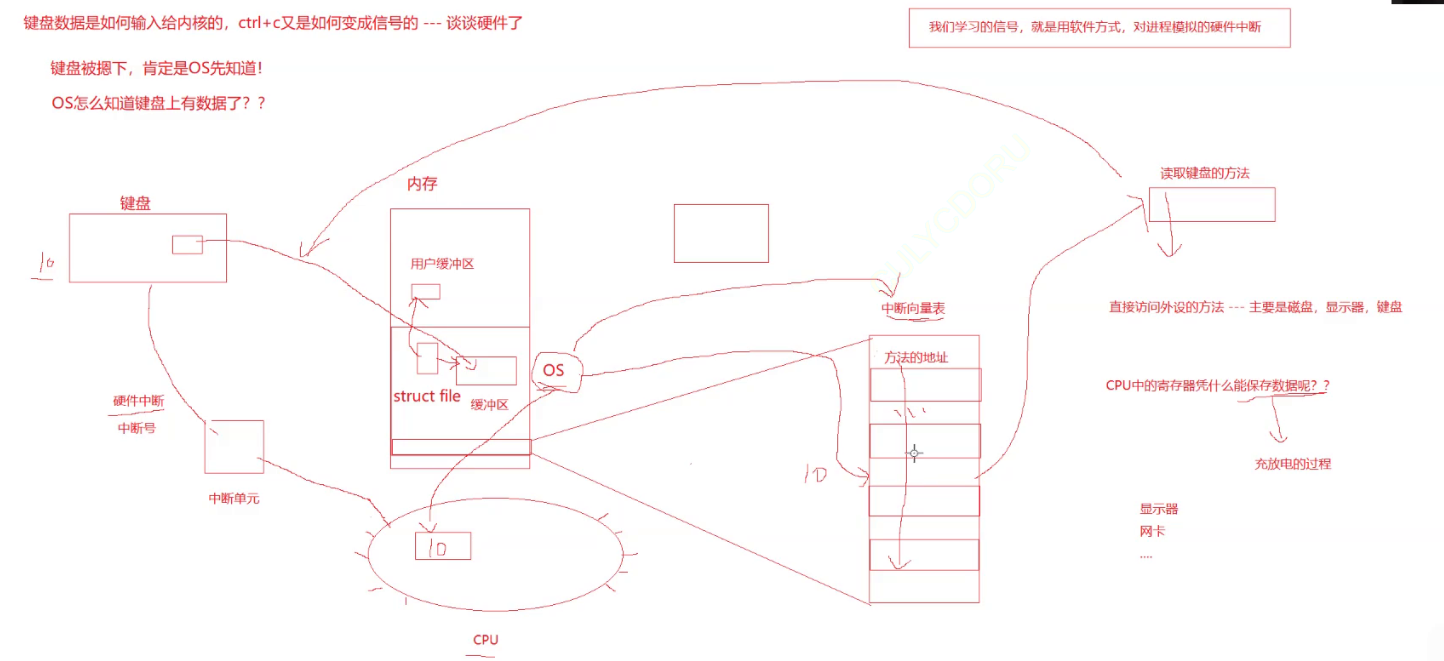 键盘数据是如何输入给内核的，ctrl+c又是如何变成信号的 --- 谈谈硬件了
我们学习的信号，就是用软件方式，对进程模拟的硬件中断
键盘被摁下，肯定是OS先知道！
OS怎么知道键盘上有数据了？？
读取键盘的方法
内存
键盘
用户缓冲区
10
中断向量表
直接访问外设的方法 --- 主要是磁盘，显示器，键盘
方法的地址
OS
CPU中的寄存器凭什么能保存数据呢？？
struct file
缓冲区
硬件中断
中断号
充放电的过程
10
中断单元
显示器
网卡
....
10
CPU